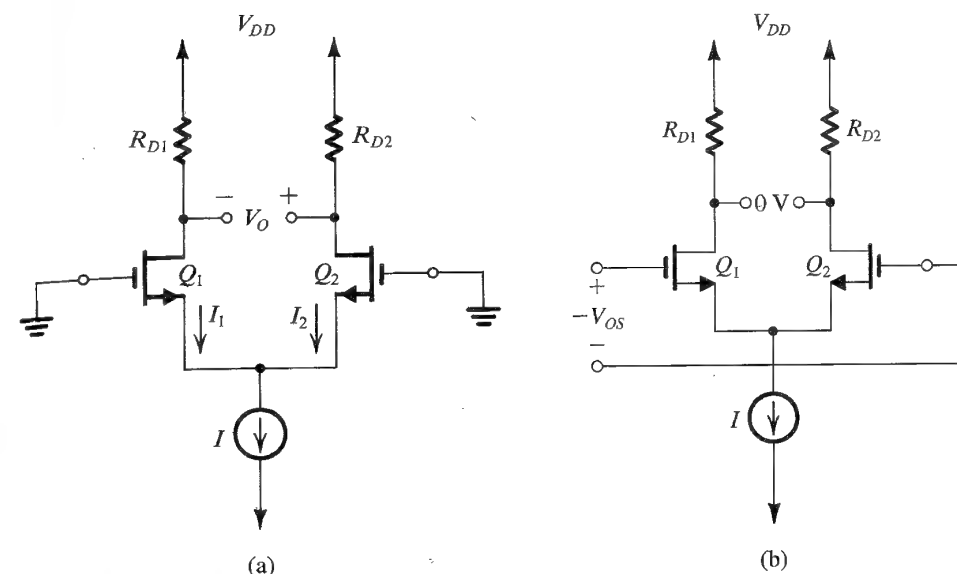 V_DD
R_D1
R_D2
− V_O +
Q_1
Q_2
I_1
I_2
I
(a)
V_DD
R_D1
R_D2
0 V
Q_1
Q_2
+
−V_OS
−
I
(b)